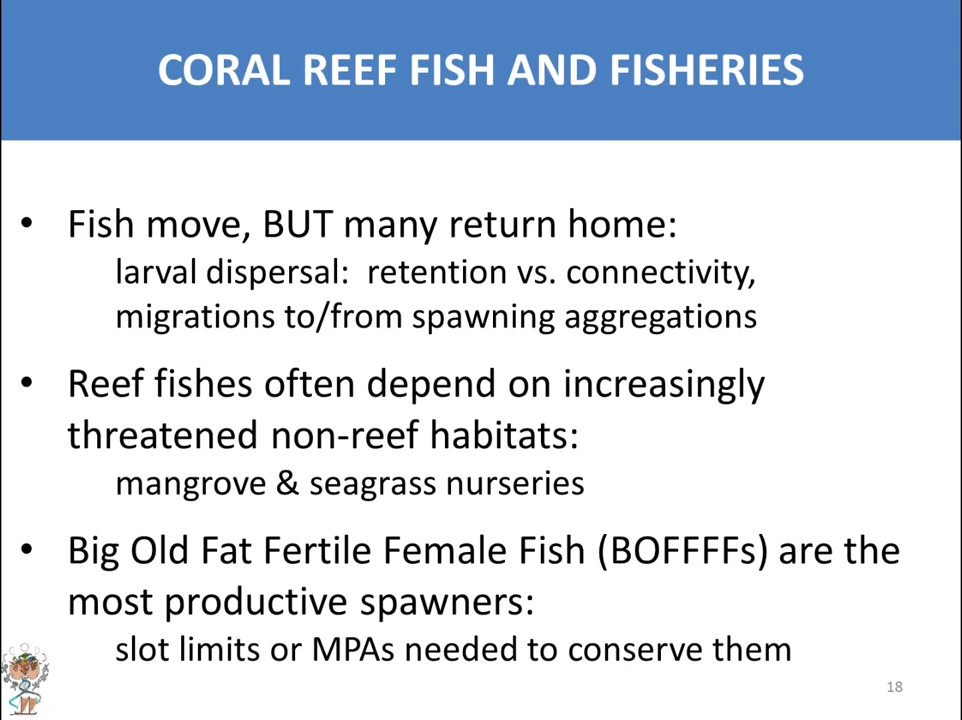 CORAL REEF FISH AND FISHERIES
• Fish move, BUT many return home:
larval dispersal: retention vs. connectivity,
migrations to/from spawning aggregations
• Reef fishes often depend on increasingly
threatened non-reef habitats:
mangrove & seagrass nurseries
• Big Old Fat Fertile Female Fish (BOFFFFs) are the
most productive spawners:
slot limits or MPAs needed to conserve them
18